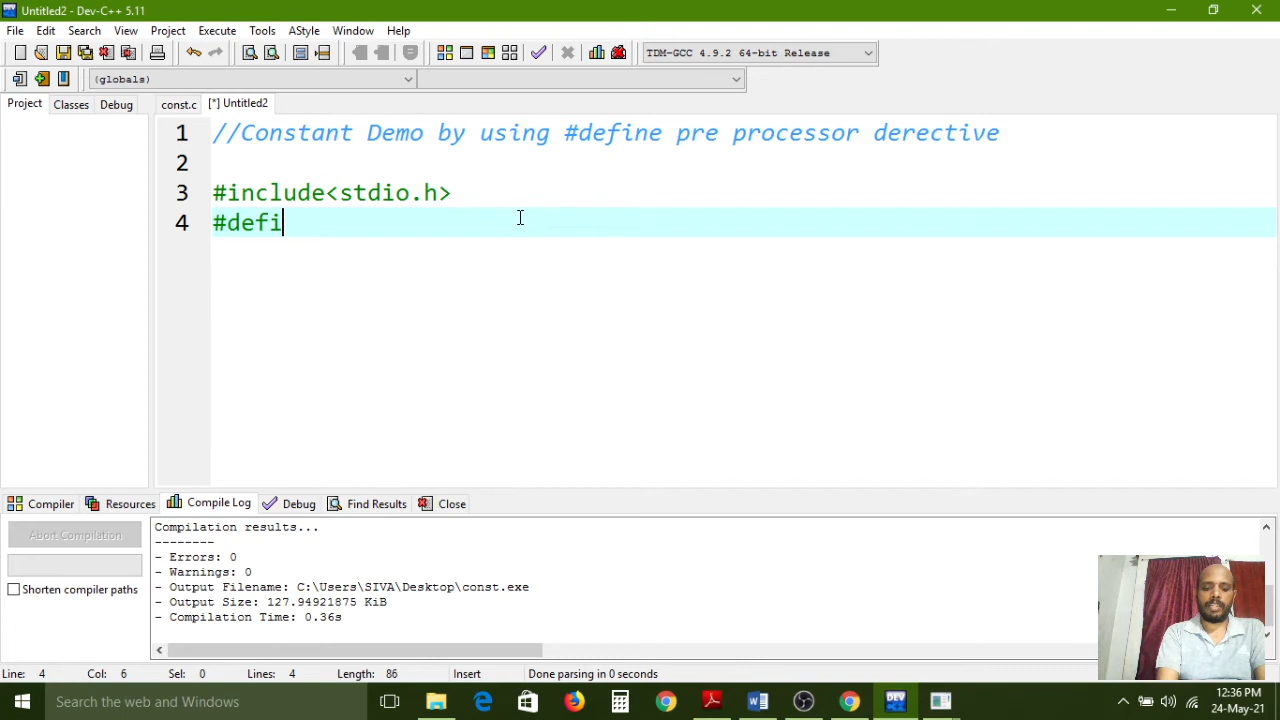 Untitled2 - Dev-C++ 5.11
File Edit Search View Project Execute Tools AStyle Window Help
TDM-GCC 4.9.2 64-bit Release
(globals)
Project Classes Debug const.c [*] Untitled2
1 //Constant Demo by using #define pre processor derective
2
3 #include<stdio.h>
4 #defi
Compiler Resources Compile Log Debug Find Results Close
Abort Compilation
Shorten compiler paths
Compilation results...
--------
- Errors: 0
- Warnings: 0
- Output Filename: C:\Users\SIVA\Desktop\const.exe
- Output Size: 127.94921875 KiB
- Compilation Time: 0.36s
Line: 4 Col: 6 Sel: 0 Lines: 4 Length: 86 Insert Done parsing in 0 seconds
Search the web and Windows
DEV
12:36 PM
24-May-21